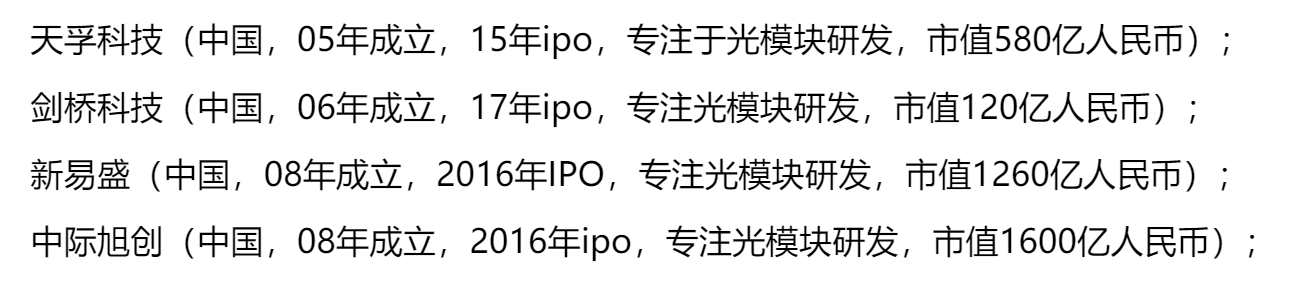 天孚科技（中国，05年成立，15年ipo，专注于光模块研发，市值580亿人民币）；
剑桥科技（中国，06年成立，17年ipo，专注光模块研发，市值120亿人民币）；
新易盛（中国，08年成立，2016年IPO，专注光模块研发，市值1260亿人民币）；
中际旭创（中国，08年成立，2016年ipo，专注光模块研发，市值1600亿人民币）；